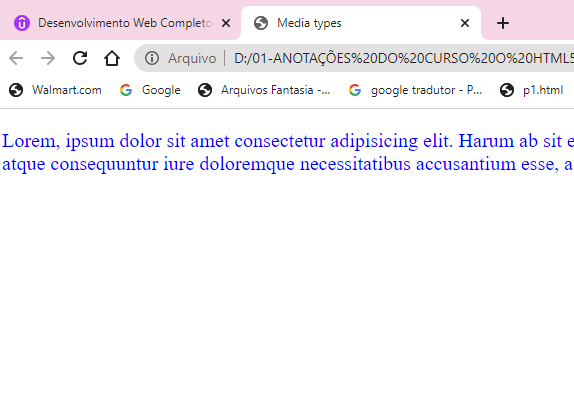 Desenvolvimento Web Completo
Media types
Arquivo | D:/01-ANOTAÇÕES%20DO%20CURSO%20O%20HTML5
Walmart.com Google Arquivos Fantasia -... google tradutor - P... p1.html
Lorem, ipsum dolor sit amet consectetur adipisicing elit. Harum ab sit e
atque consequuntur iure doloremque necessitatibus accusantium esse, a